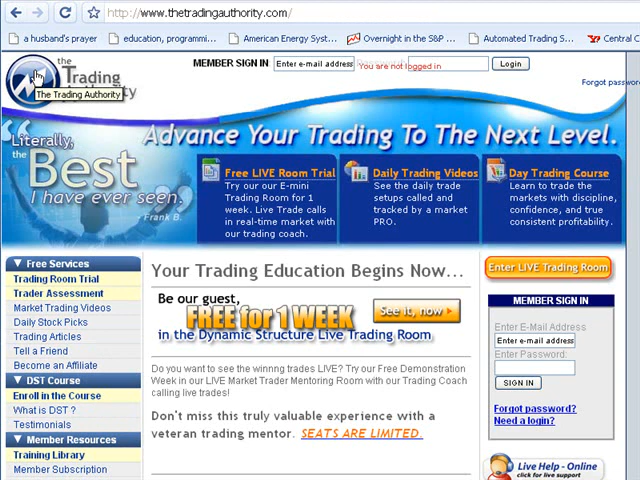 http://www.thetradingauthority.com/
a husband's prayer
education, programmi...
American Energy Syst...
Overnight in the S&P ...
Automated Trading S...
Central C
the
Trading
Authority
The Trading Authority
MEMBER SIGN IN
Enter e-mail address
You are not logged in
Login
Forgot passwor
Literally,
the Best
I have ever seen.
- Frank B.
Advance Your Trading To The Next Level.
Free LIVE Room Trial
Try our our E-mini
Trading Room for 1
week. Live Trade calls
in real-time market with
our trading coach.
Daily Trading Videos
See the daily trade
setups called and
tracked by a market
PRO.
Day Trading Course
Learn to trade the
markets with discipline,
confidence, and true
consistent profitability.
Free Services
Trading Room Trial
Trader Assessment
Market Trading Videos
Daily Stock Picks
Trading Articles
Tell a Friend
Become an Affiliate
DST Course
Enroll in the Course
What is DST ?
Testimonials
Member Resources
Training Library
Member Subscription
Your Trading Education Begins Now...
Be our guest,
FREE for 1 WEEK
See it, now
in the Dynamic Structure Live Trading Room
Do you want to see the winnng trades LIVE? Try our Free Demonstration
Week in our LIVE Market Trader Mentoring Room with our Trading Coach
calling live trades!
Don't miss this truly valuable experience with a
veteran trading mentor. SEATS ARE LIMITED.
Enter LIVE Trading Room
MEMBER SIGN IN
Enter E-Mail Address
Enter e-mail address
Enter Password:
SIGN IN
Forgot password?
Need a login?
Live Help - Online
click for live support